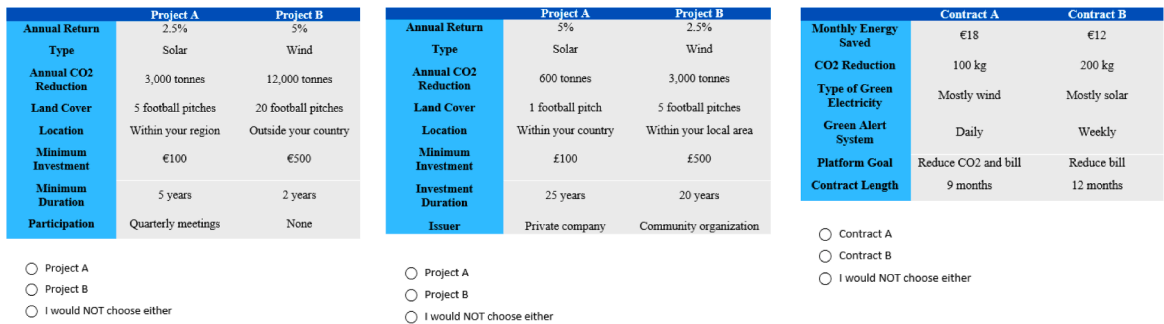 Project A Project B
Annual Return 2.5% 5%
Type Solar Wind
Annual CO2
Reduction 3,000 tonnes 12,000 tonnes
Land Cover 5 football pitches 20 football pitches
Location Within your region Outside your country
Minimum
Investment €100 €500
Minimum
Duration 5 years 2 years
Participation Quarterly meetings None
Project A
Project B
I would NOT choose either
Project A Project B
Annual Return 5% 2.5%
Type Solar Wind
Annual CO2
Reduction 600 tonnes 3,000 tonnes
Land Cover 1 football pitch 5 football pitches
Location Within your country Within your local area
Minimum
Investment £100 £500
Investment
Duration 25 years 20 years
Issuer Private company Community organization
Project A
Project B
I would NOT choose either
Contract A Contract B
Monthly Energy
Saved €18 €12
CO2 Reduction 100 kg 200 kg
Type of Green
Electricity Mostly wind Mostly solar
Green Alert
System Daily Weekly
Platform Goal Reduce CO2 and bill Reduce bill
Contract Length 9 months 12 months
Contract A
Contract B
I would NOT choose either